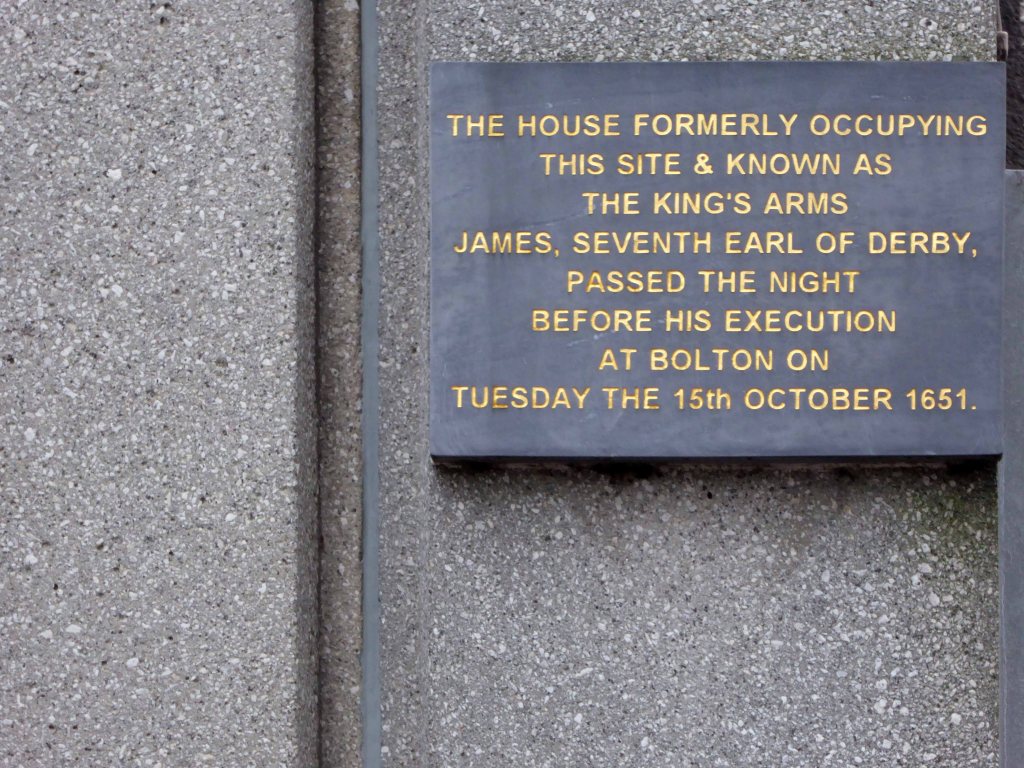 THE HOUSE FORMERLY OCCUPYING
THIS SITE & KNOWN AS
THE KING'S ARMS
JAMES, SEVENTH EARL OF DERBY,
PASSED THE NIGHT
BEFORE HIS EXECUTION
AT BOLTON ON
TUESDAY THE 15th OCTOBER 1651.